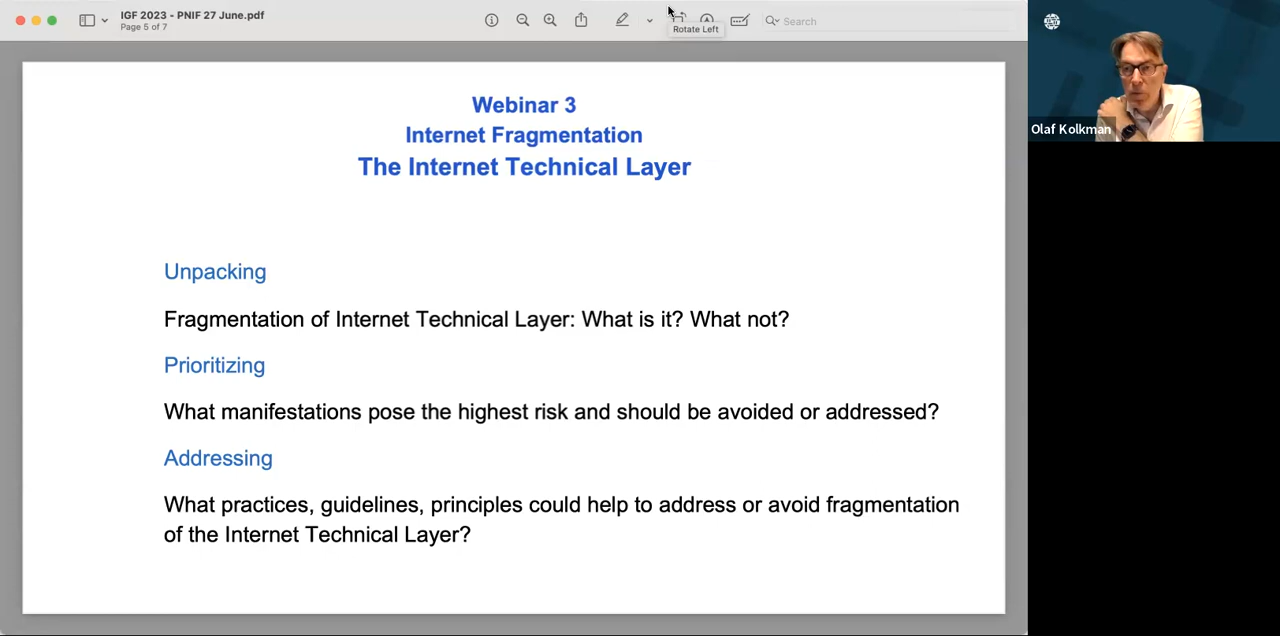 IGF 2023 - PNIF 27 June.pdf
Page 5 of 7
Search
Rotate Left
Webinar 3
Internet Fragmentation
The Internet Technical Layer
Unpacking
Fragmentation of Internet Technical Layer: What is it? What not?
Prioritizing
What manifestations pose the highest risk and should be avoided or addressed?
Addressing
What practices, guidelines, principles could help to address or avoid fragmentation
of the Internet Technical Layer?
Olaf Kolkman